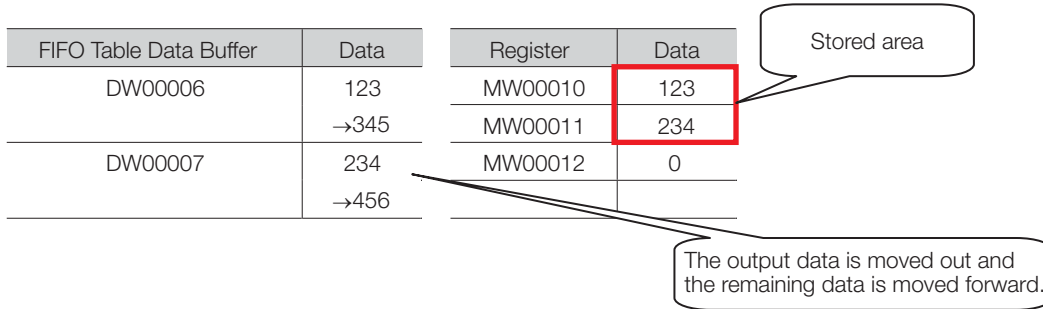 Stored area
FIFO Table Data Buffer Data Register Data
DW00006 123 MW00010 123
→345 MW00011 234
DW00007 234 MW00012 0
→456
The output data is moved out and
the remaining data is moved forward.